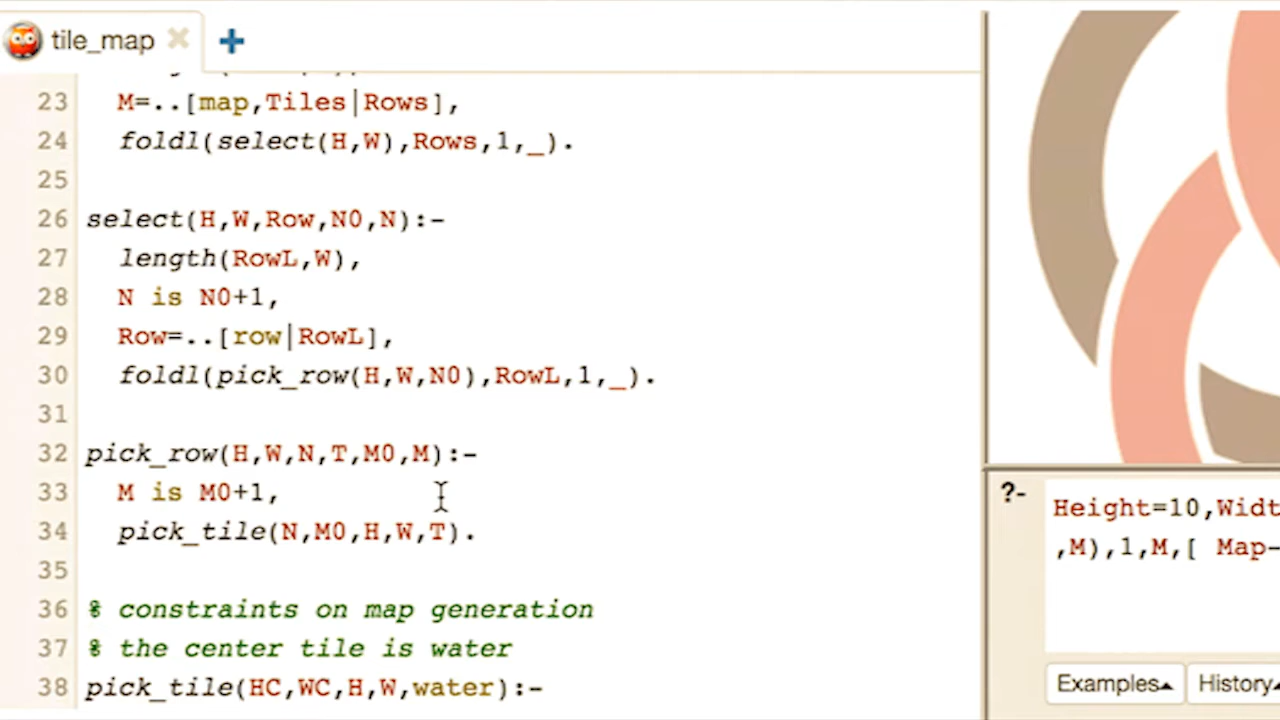 tile_map
23 M=..[map,Tiles|Rows],
24 foldl(select(H,W),Rows,1,_).
25
26 select(H,W,Row,N0,N):-
27 length(RowL,W),
28 N is N0+1,
29 Row=..[row|RowL],
30 foldl(pick_row(H,W,N0),RowL,1,_).
31
32 pick_row(H,W,N,T,M0,M):-
33 M is M0+1,
34 pick_tile(N,M0,H,W,T).
35
36 % constraints on map generation
37 % the center tile is water
38 pick_tile(HC,WC,H,W,water):-
?- Height=10,Widt
,M),1,M,[ Map-
Examples
History